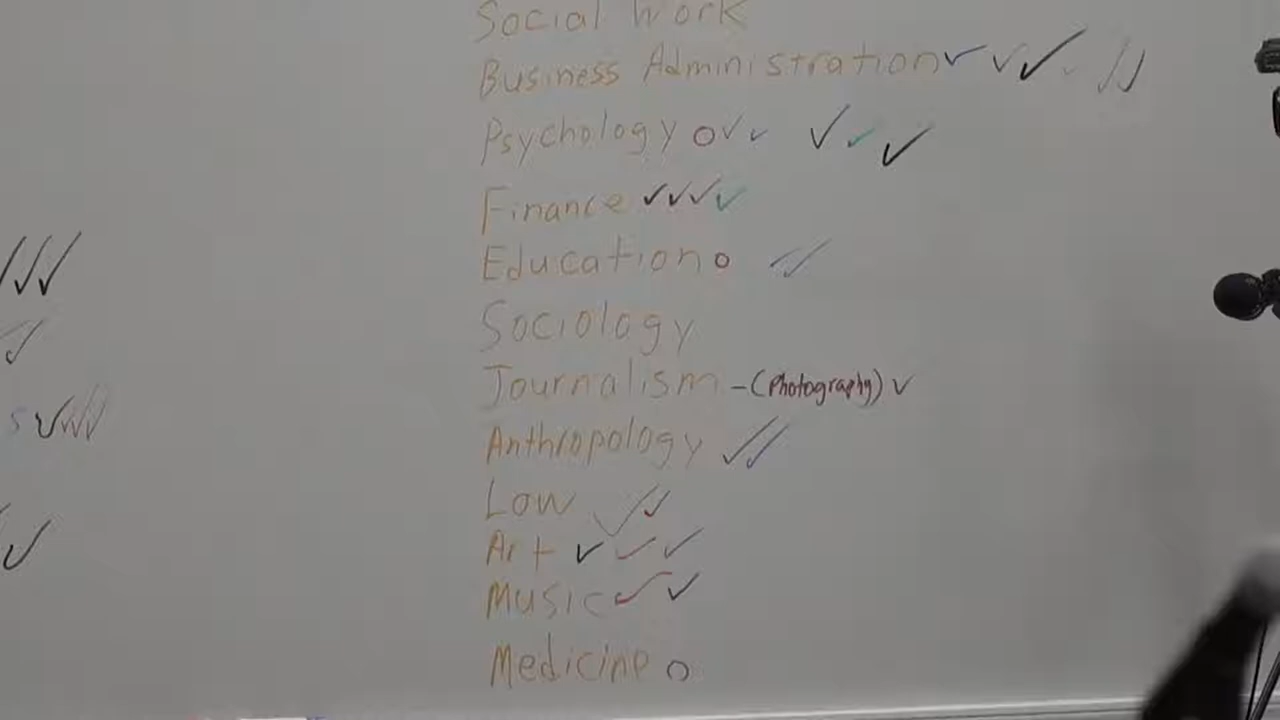 Social Work
Business Administration ✓ ✓ ✓ ✓ ✓ ✓
Psychology O ✓ ✓ ✓ ✓ ✓
Finance ✓ ✓ ✓ ✓
Education O ✓ ✓
Sociology
Journalism - (Photography) ✓
Anthropology ✓ ✓
Low ✓ ✓ ✓
Art ✓ ✓ ✓
Music ✓ ✓
Medicine O